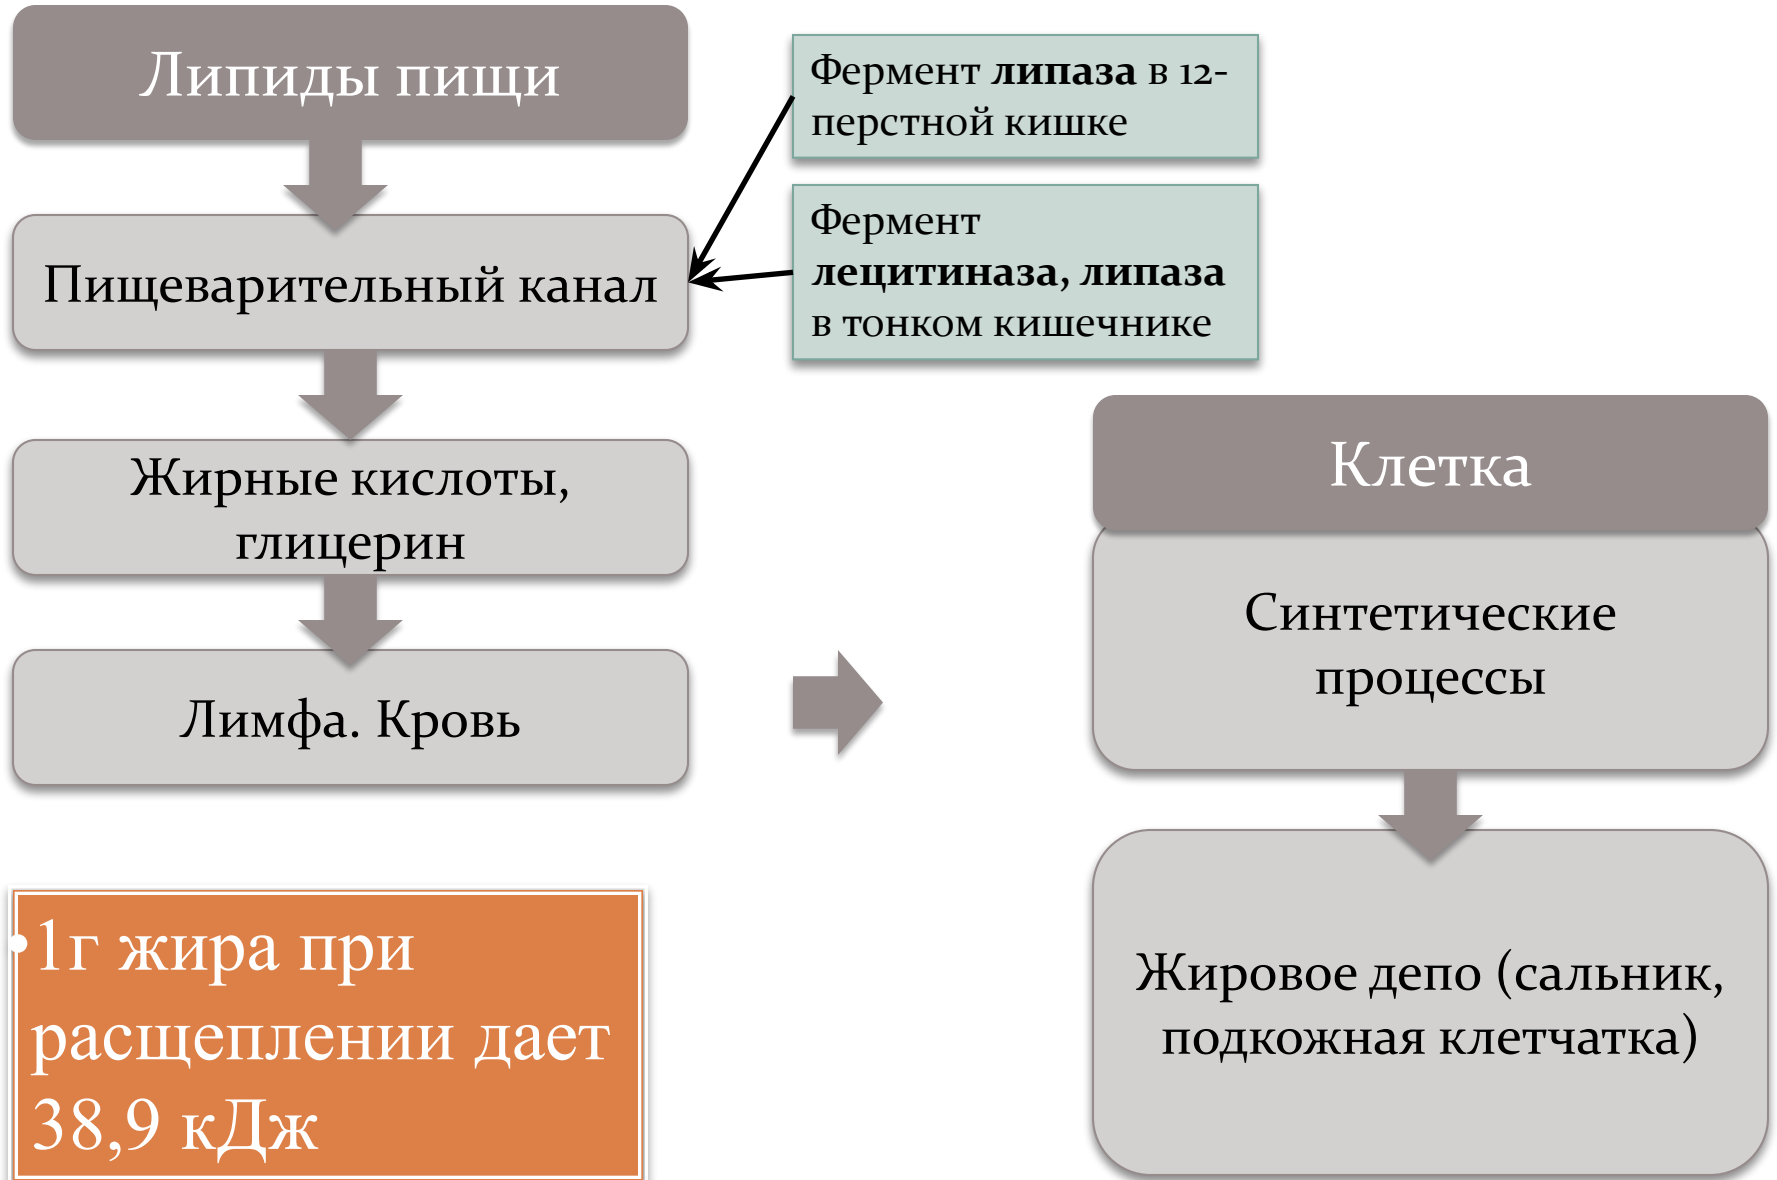 Липиды пищи
Фермент липаза в 12-
перстной кишке
Фермент
лецитиназа, липаза
в тонком кишечнике
Пищеварительный канал
Жирные кислоты,
глицерин
Лимфа. Кровь
Клетка
Синтетические
процессы
Жировое депо (сальник,
подкожная клетчатка)
•1г жира при
расщеплении дает
38,9 кДж